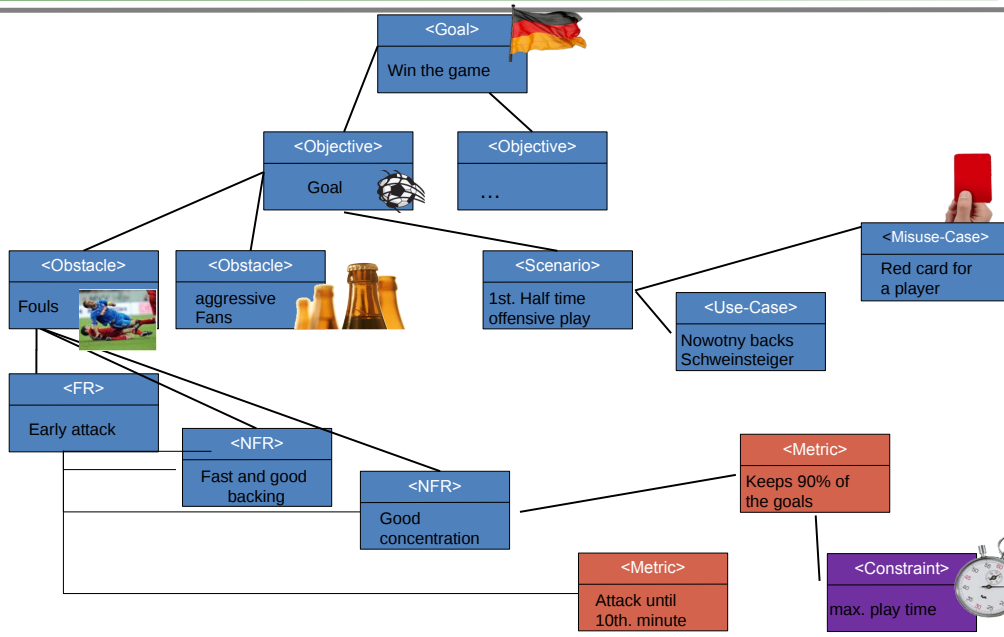 <Goal>
Win the game
<Objective>
Goal
<Objective>
...
<Misuse-Case>
Red card for
a player
<Obstacle>
Fouls
<Obstacle>
aggressive
Fans
<Scenario>
1st. Half time
offensive play
<Use-Case>
Nowotny backs
Schweinsteiger
<FR>
Early attack
<NFR>
Fast and good
backing
<NFR>
Good
concentration
<Metric>
Keeps 90% of
the goals
<Metric>
Attack until
10th. minute
<Constraint>
max. play time